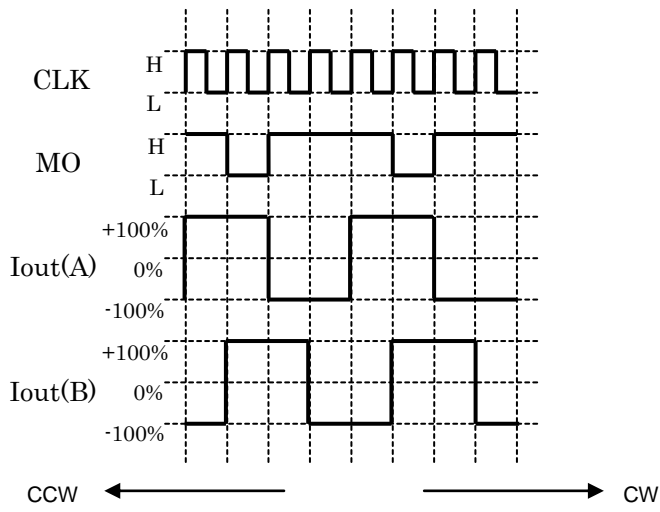 CLK
H
L
MO
H
L
Iout(A)
+100%
0%
-100%
Iout(B)
+100%
0%
-100%
CCW
CW